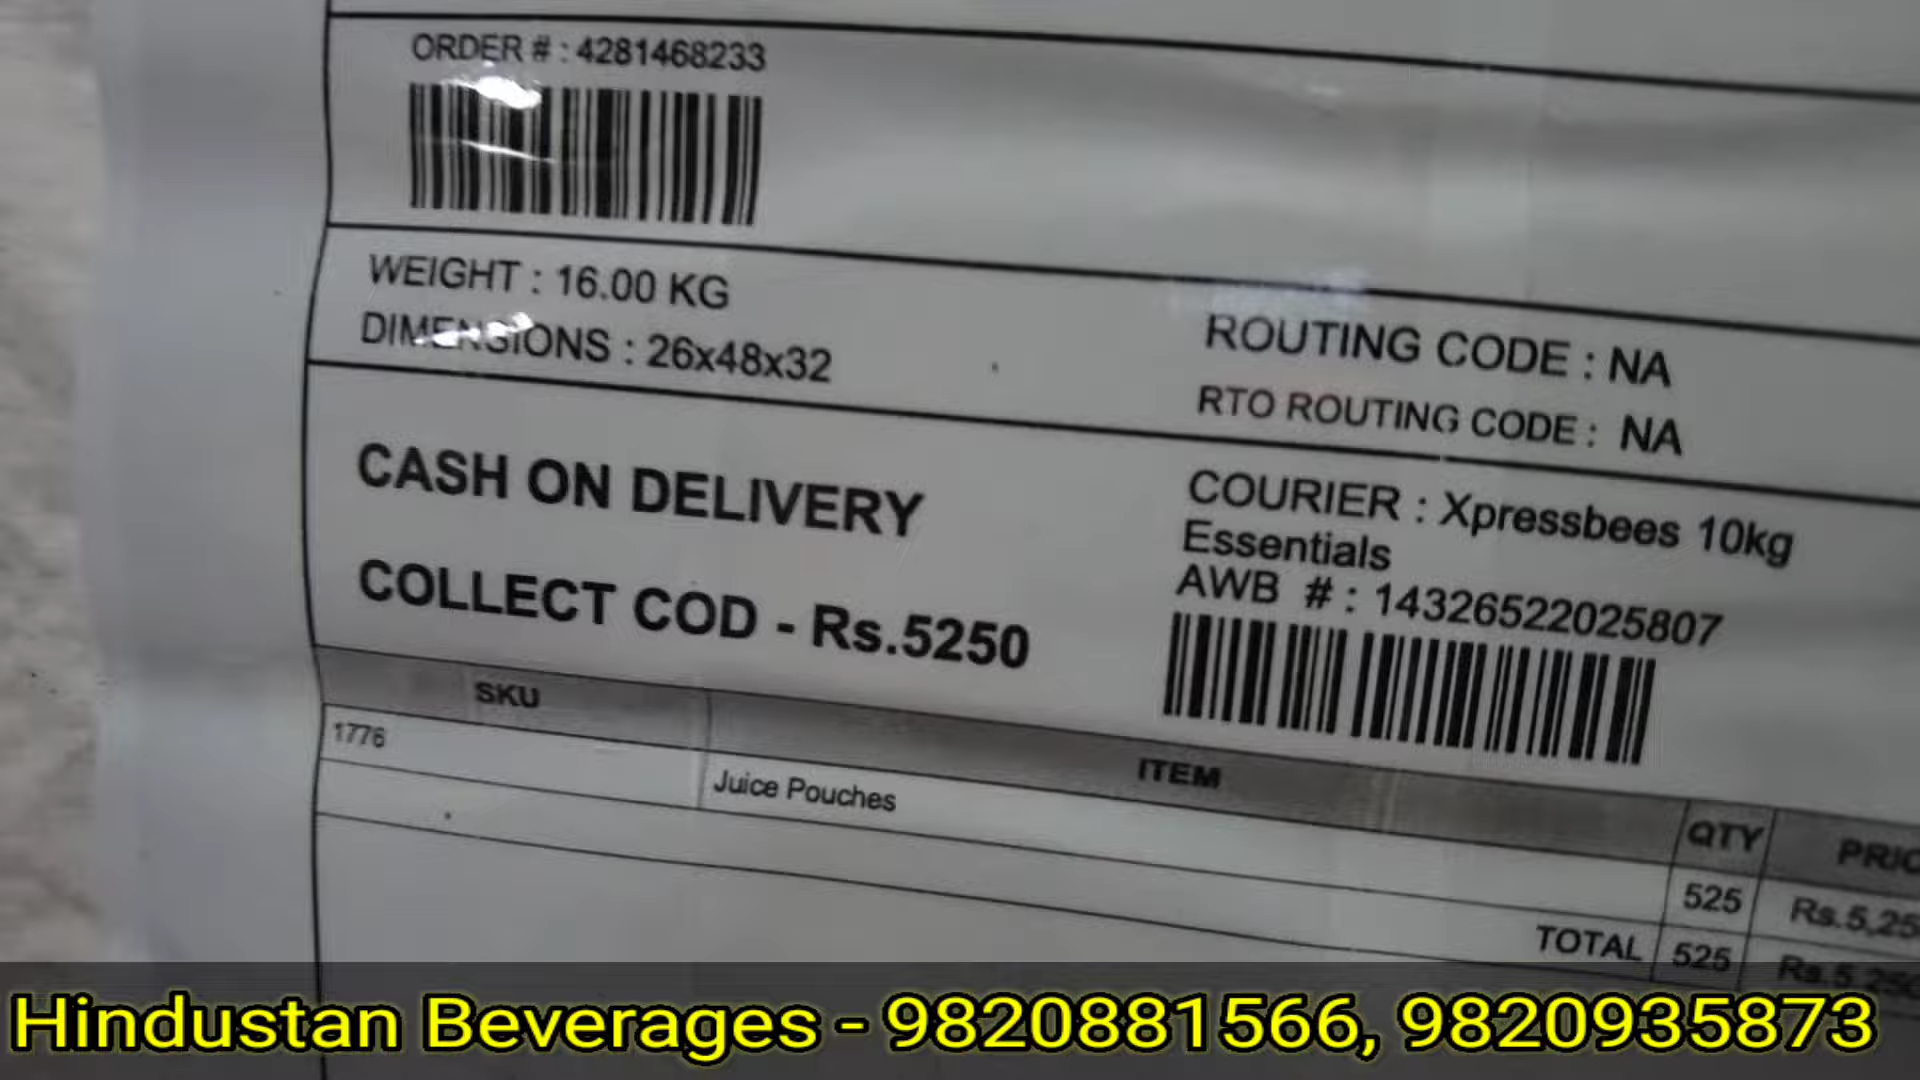 ORDER # : 4281468233
WEIGHT : 16.00 KG
DIMENSIONS : 26x48x32
ROUTING CODE : NA
RTO ROUTING CODE : NA
CASH ON DELIVERY
COLLECT COD - Rs.5250
COURIER : Xpressbees 10kg
Essentials
AWB # : 14326522025807
SKU ITEM QTY
1776 Juice Pouches 525
TOTAL 525
Hindustan Beverages - 9820881566, 9820935873